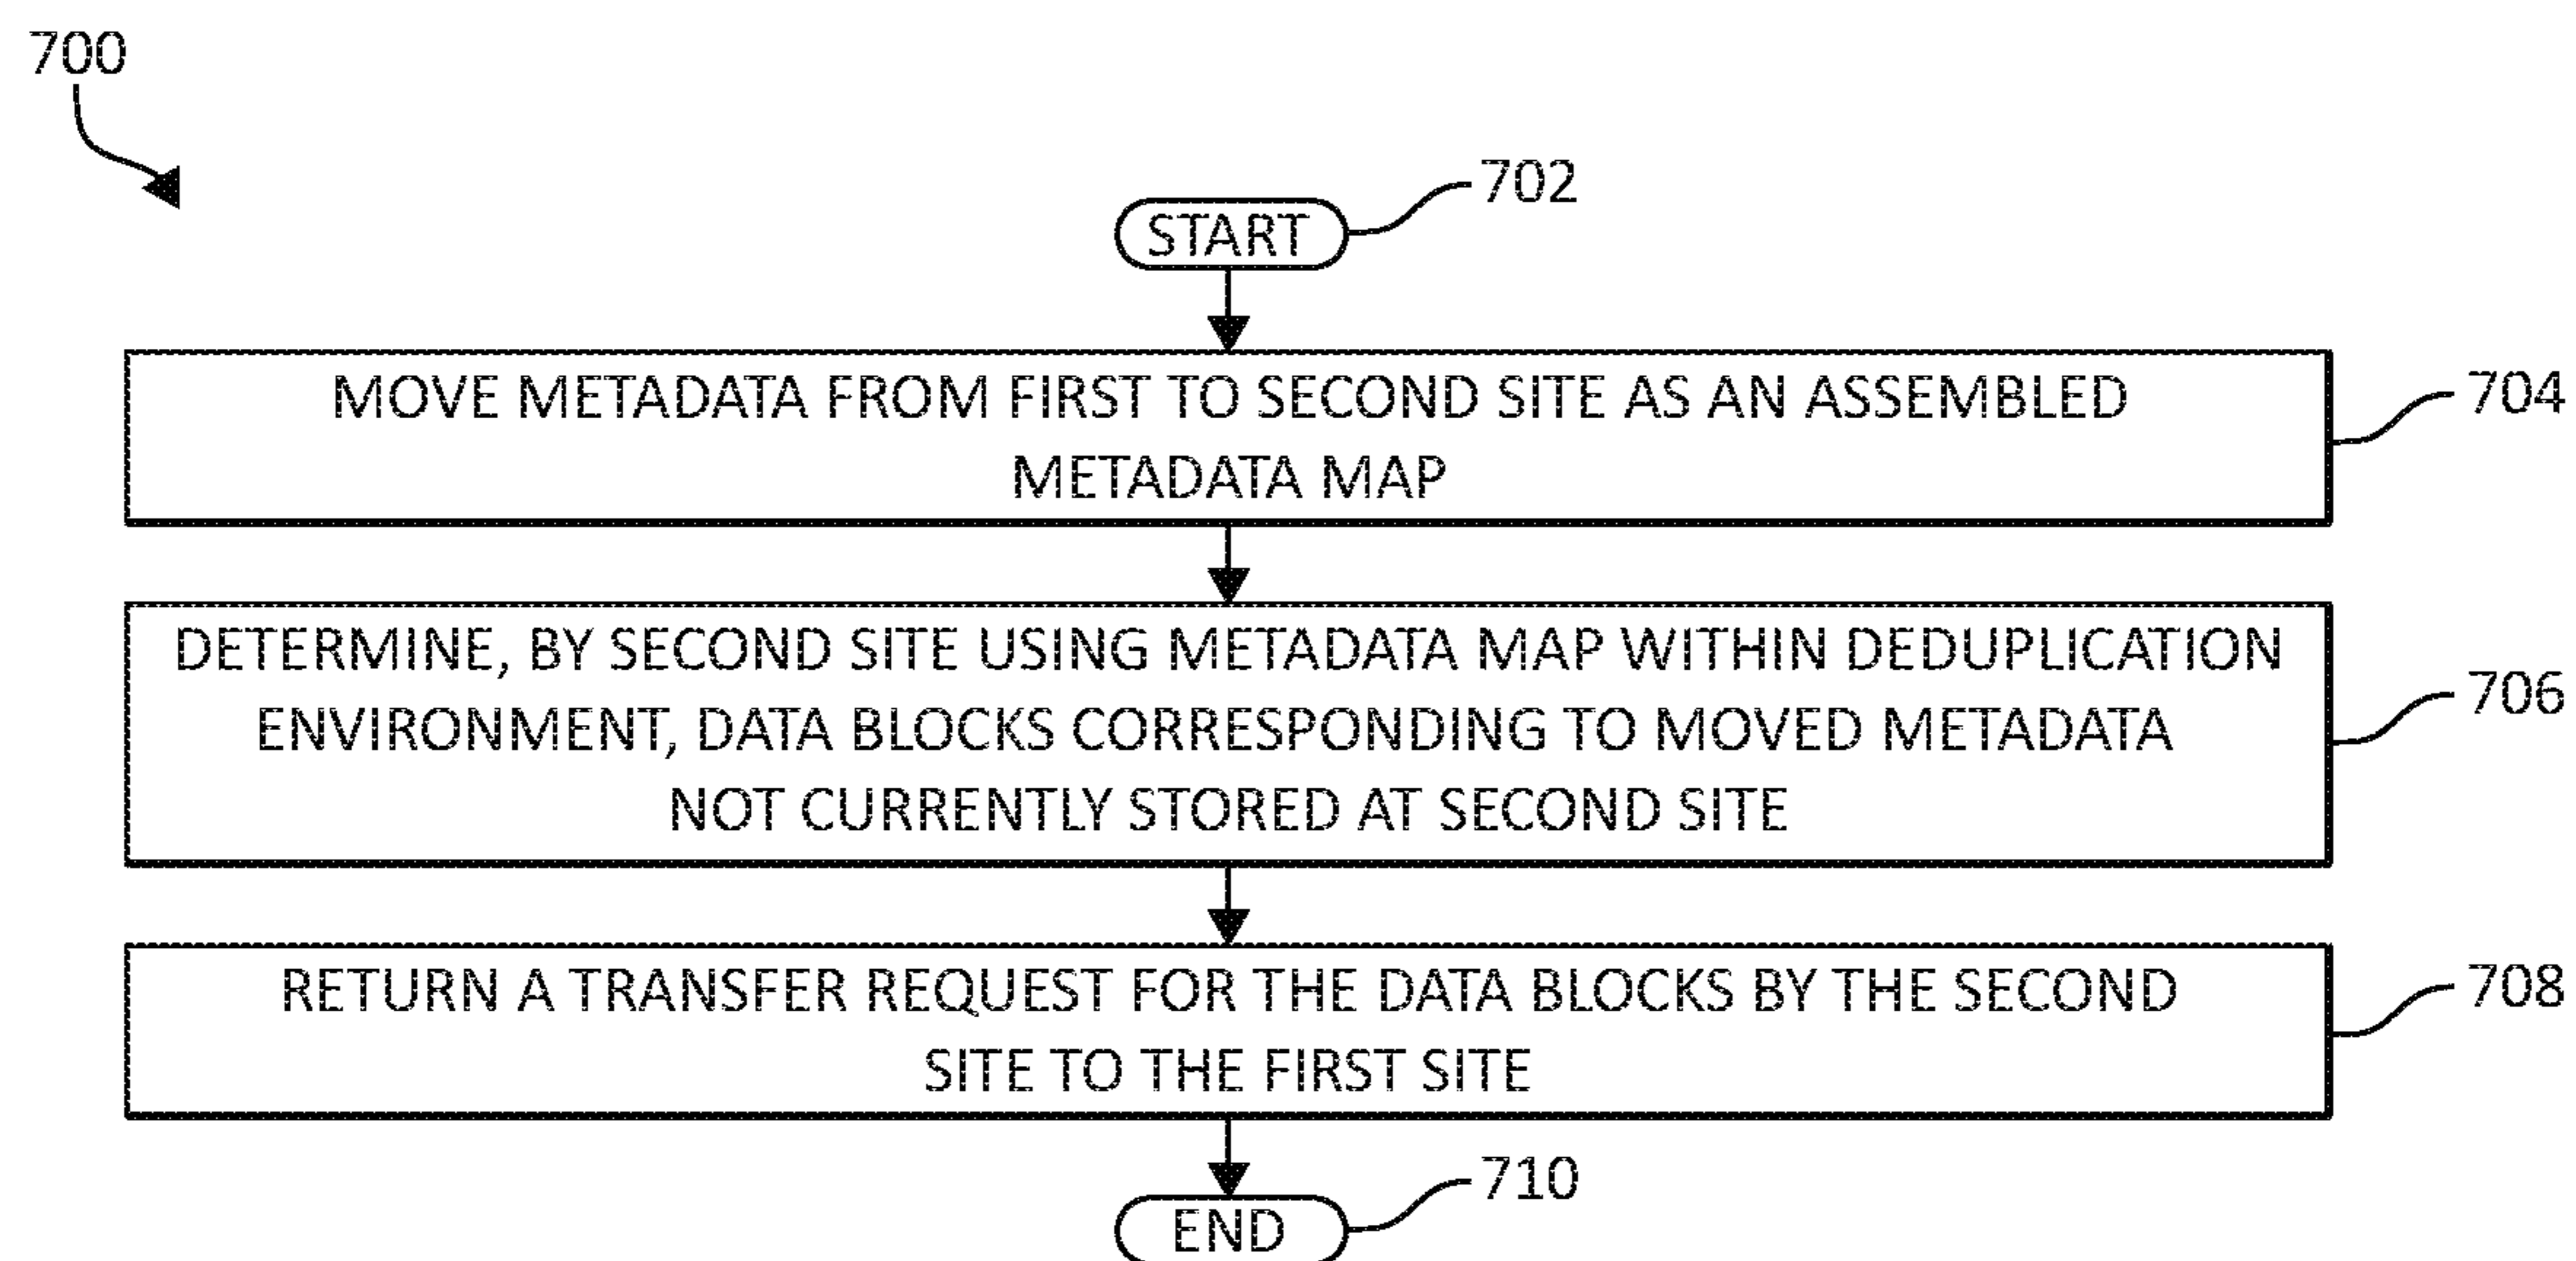 700
702
START
MOVE METADATA FROM FIRST TO SECOND SITE AS AN ASSEMBLED
METADATA MAP
704
DETERMINE, BY SECOND SITE USING METADATA MAP WITHIN DEDUPLICATION
ENVIRONMENT, DATA BLOCKS CORRESPONDING TO MOVED METADATA
NOT CURRENTLY STORED AT SECOND SITE
706
RETURN A TRANSFER REQUEST FOR THE DATA BLOCKS BY THE SECOND
SITE TO THE FIRST SITE
708
710
END